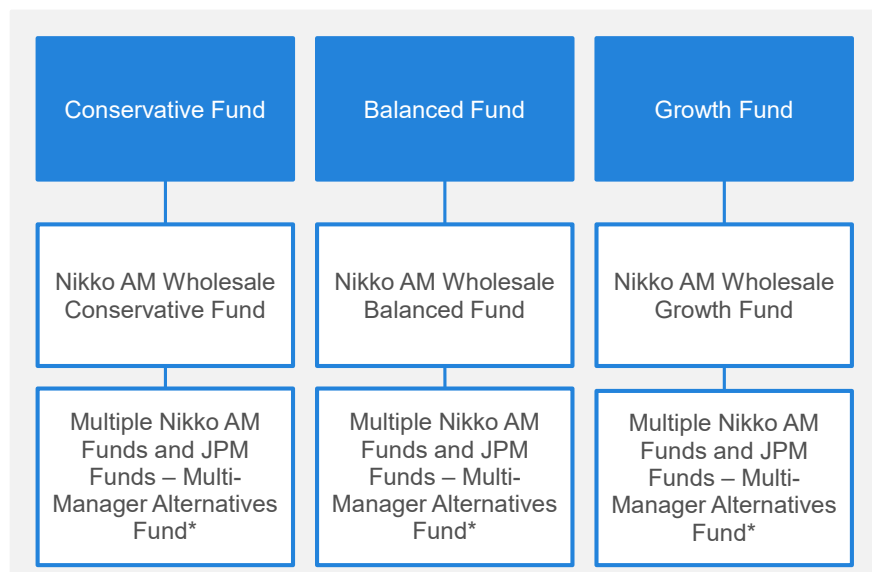 Conservative Fund
Balanced Fund
Growth Fund
Nikko AM Wholesale
Conservative Fund
Nikko AM Wholesale
Balanced Fund
Nikko AM Wholesale
Growth Fund
Multiple Nikko AM
Funds and JPM
Funds – Multi-
Manager Alternatives
Fund*
Multiple Nikko AM
Funds and JPM
Funds – Multi-
Manager Alternatives
Fund*
Multiple Nikko AM
Funds and JPM
Funds – Multi-
Manager Alternatives
Fund*